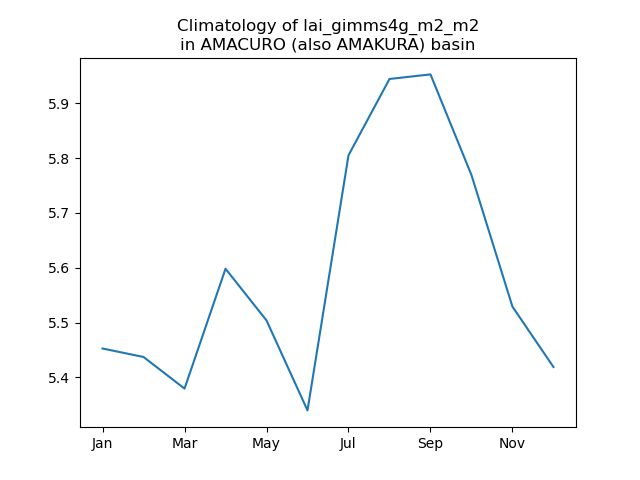 Climatology of lai_gimms4g_m2_m2
in AMACURO (also AMAKURA) basin
5.9
5.8
5.7
5.6
5.5
5.4
Jan Mar May Jul Sep Nov